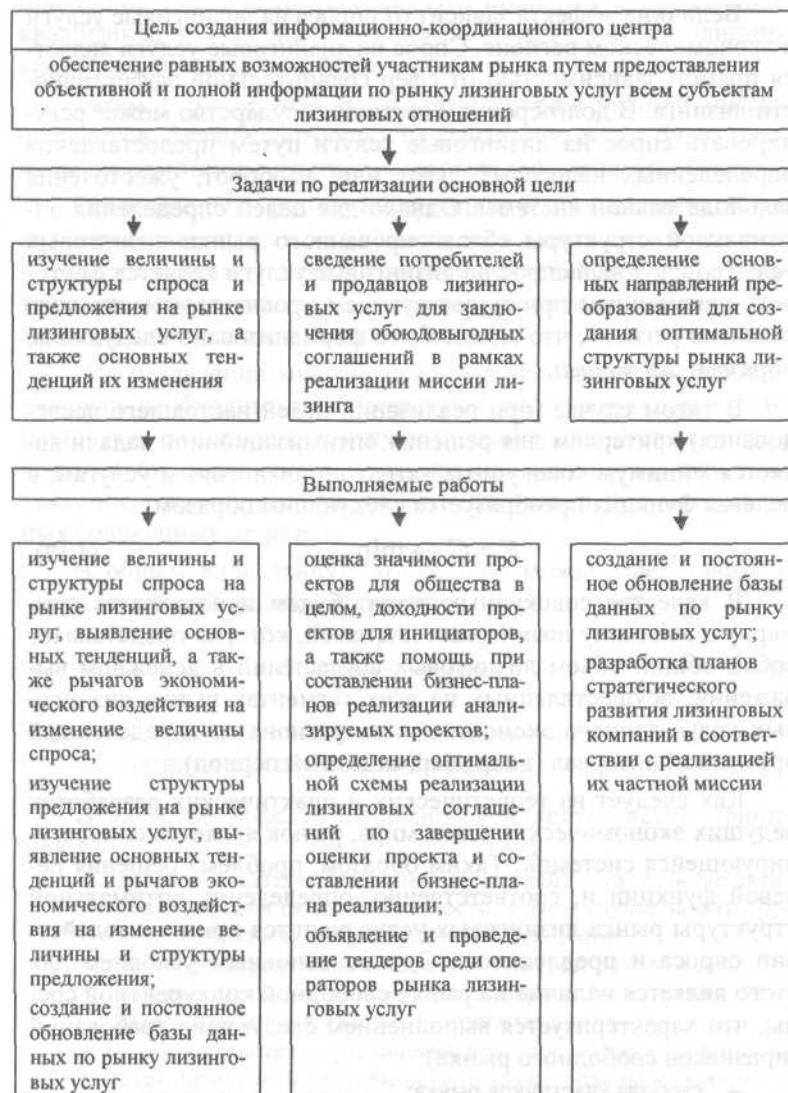 Цель создания информационно-координационного центра
обеспечение равных возможностей участникам рынка путем предоставления
объективной и полной информации по рынку лизинговых услуг всем субъектам
лизинговых отношений
Задачи по реализации основной цели
изучение величины и
структуры спроса и
предложения на рынке
лизинговых услуг, а
также основных тен-
денций их изменения
сведение потребителей
и продавцов лизинго-
вых услуг для заклю-
чения обоюдовыгодных
соглашений в рамках
реализации миссии ли-
зинга
определение основ-
ных направлений пре-
образований для соз-
дания оптимальной
структуры рынка ли-
зинговых услуг
Выполняемые работы
изучение величины и
структуры спроса на
рынке лизинговых ус-
луг, выявление основ-
ных тенденций, а так-
же рычагов экономи-
ческого воздействия на
изменение величины
спроса;
изучение структуры
предложения на рынке
лизинговых услуг, вы-
явление основных тен-
денций и рычагов эко-
номического воздейст-
вия на изменение ве-
личины и структуры
предложения;
создание и постоянное
обновление базы дан-
ных по рынку лизинго-
вых услуг
оценка значимости про-
ектов для общества в
целом, доходности про-
ектов для инициаторов,
а также помощь при
составлении бизнес-пла-
нов реализации анали-
зируемых проектов;
определение оптималь-
ной схемы реализации
лизинговых соглаше-
ний по завершении
оценки проекта и со-
ставлении бизнес-пла-
на реализации;
объявление и проведе-
ние тендеров среди опе-
раторов рынка лизин-
говых услуг
создание и постоян-
ное обновление базы
данных по рынку
лизинговых услуг;
разработка планов
стратегического
развития лизинговых
компаний в соответ-
ствии с реализацией
их частной миссии